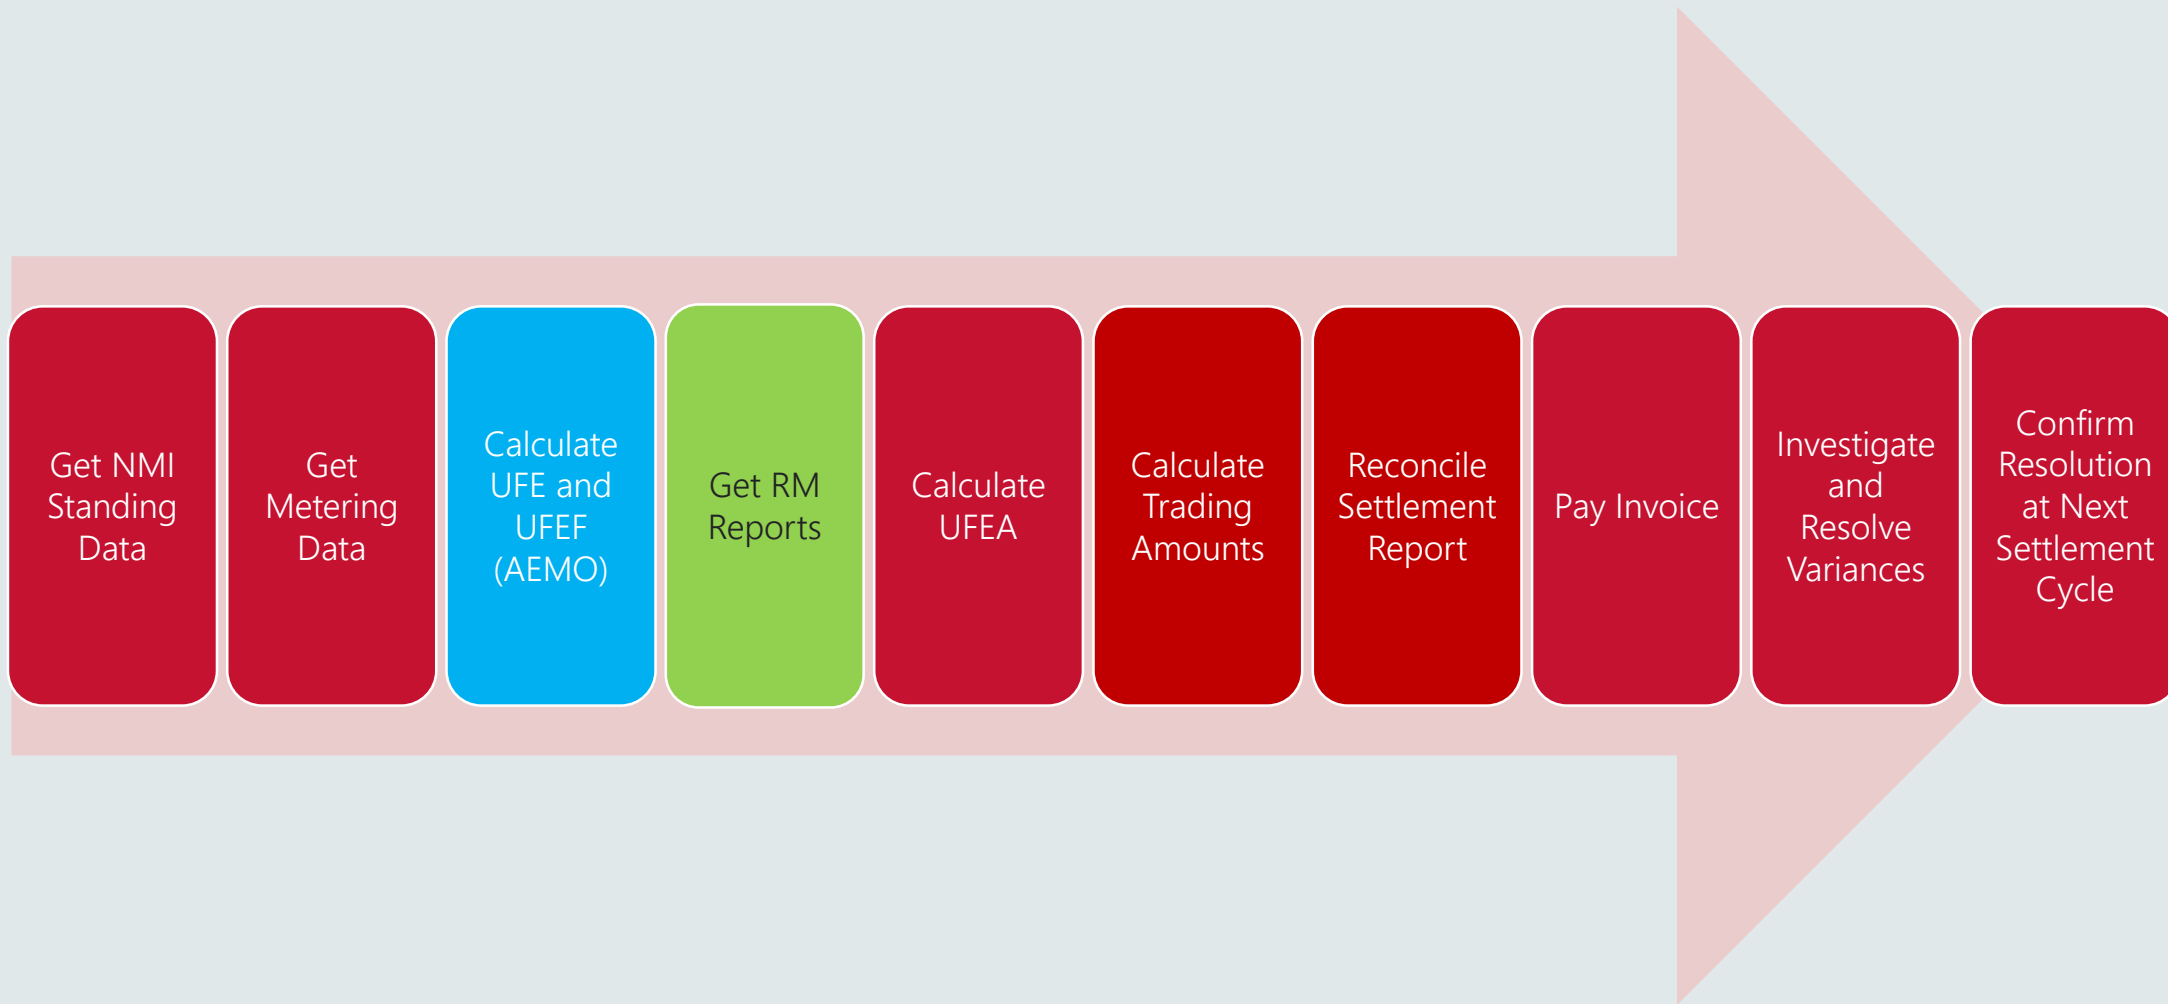 Get NMI
Standing
Data
Get
Metering
Data
Calculate
UFE and
UFEF
(AEMO)
Get RM
Reports
Calculate
UFEA
Calculate
Trading
Amounts
Reconcile
Settlement
Report
Pay Invoice
Investigate
and
Resolve
Variances
Confirm
Resolution
at Next
Settlement
Cycle